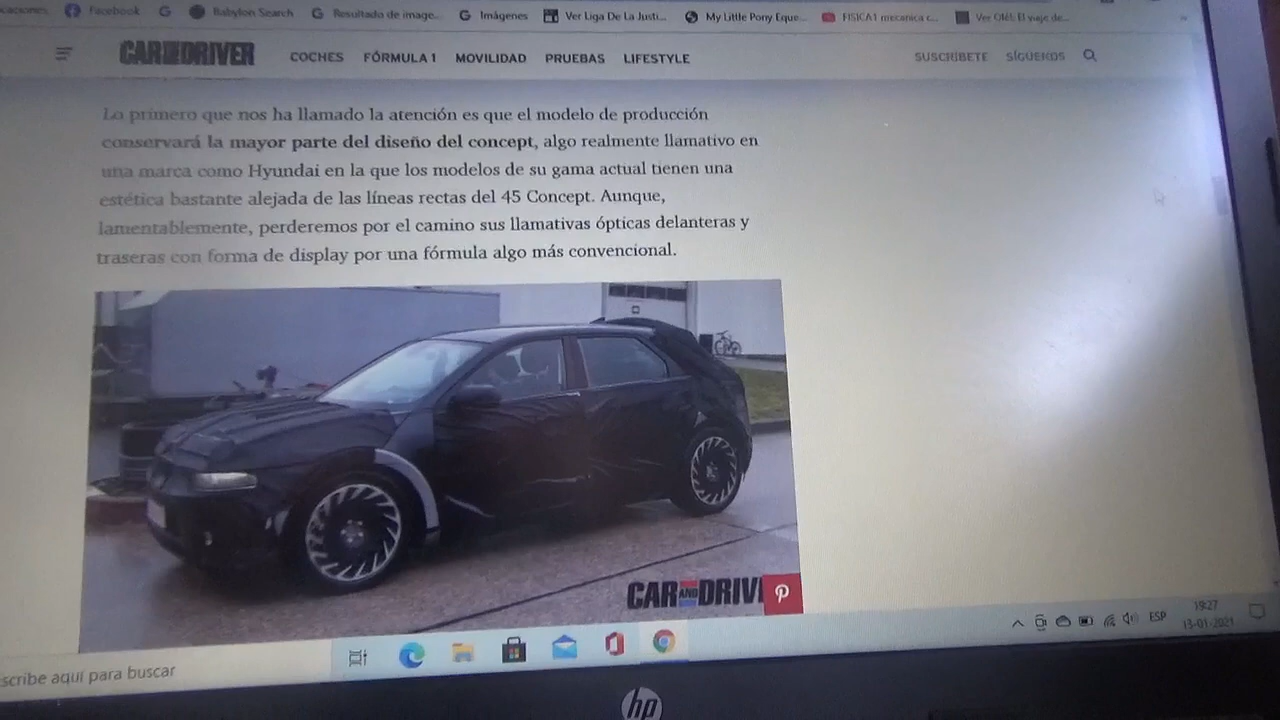 caciones
Facebook
G
Babylon Search
G Resultado de image...
G Imágenes
Ver Liga De La Justi...
My Little Pony Eque...
FISICA1 mecanica c...
Ver Olé!: El viaje de...
CAR AND DRIVER
COCHES FÓRMULA 1 MOVILIDAD PRUEBAS LIFESTYLE
SUSCRÍBETE SÍGUENOS
Lo primero que nos ha llamado la atención es que el modelo de producción
conservará la mayor parte del diseño del concept, algo realmente llamativo en
una marca como Hyundai en la que los modelos de su gama actual tienen una
estética bastante alejada de las líneas rectas del 45 Concept. Aunque,
lamentablemente, perderemos por el camino sus llamativas ópticas delanteras y
traseras con forma de display por una fórmula algo más convencional.
CAR AND DRIV
scribe aquí para buscar
ESP
19:27
13-01-2021
hp